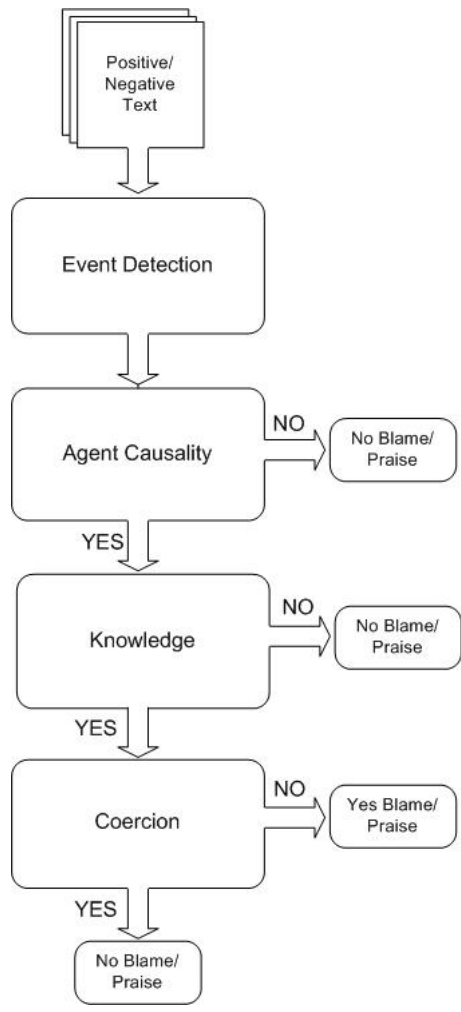 Positive/
Negative
Text
Event Detection
Agent Causality
NO
No Blame/
Praise
YES
Knowledge
NO
No Blame/
Praise
YES
Coercion
NO
Yes Blame/
Praise
YES
No Blame/
Praise